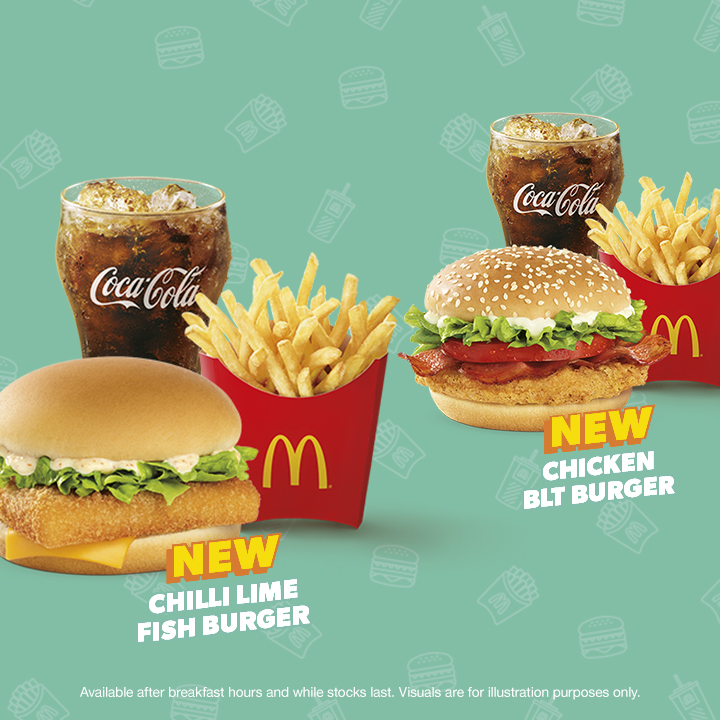 Coca-Cola
Coca-Cola
NEW
CHICKEN
BLT BURGER
NEW
CHILLI LIME
FISH BURGER
Available after breakfast hours and while stocks last. Visuals are for illustration purposes only.